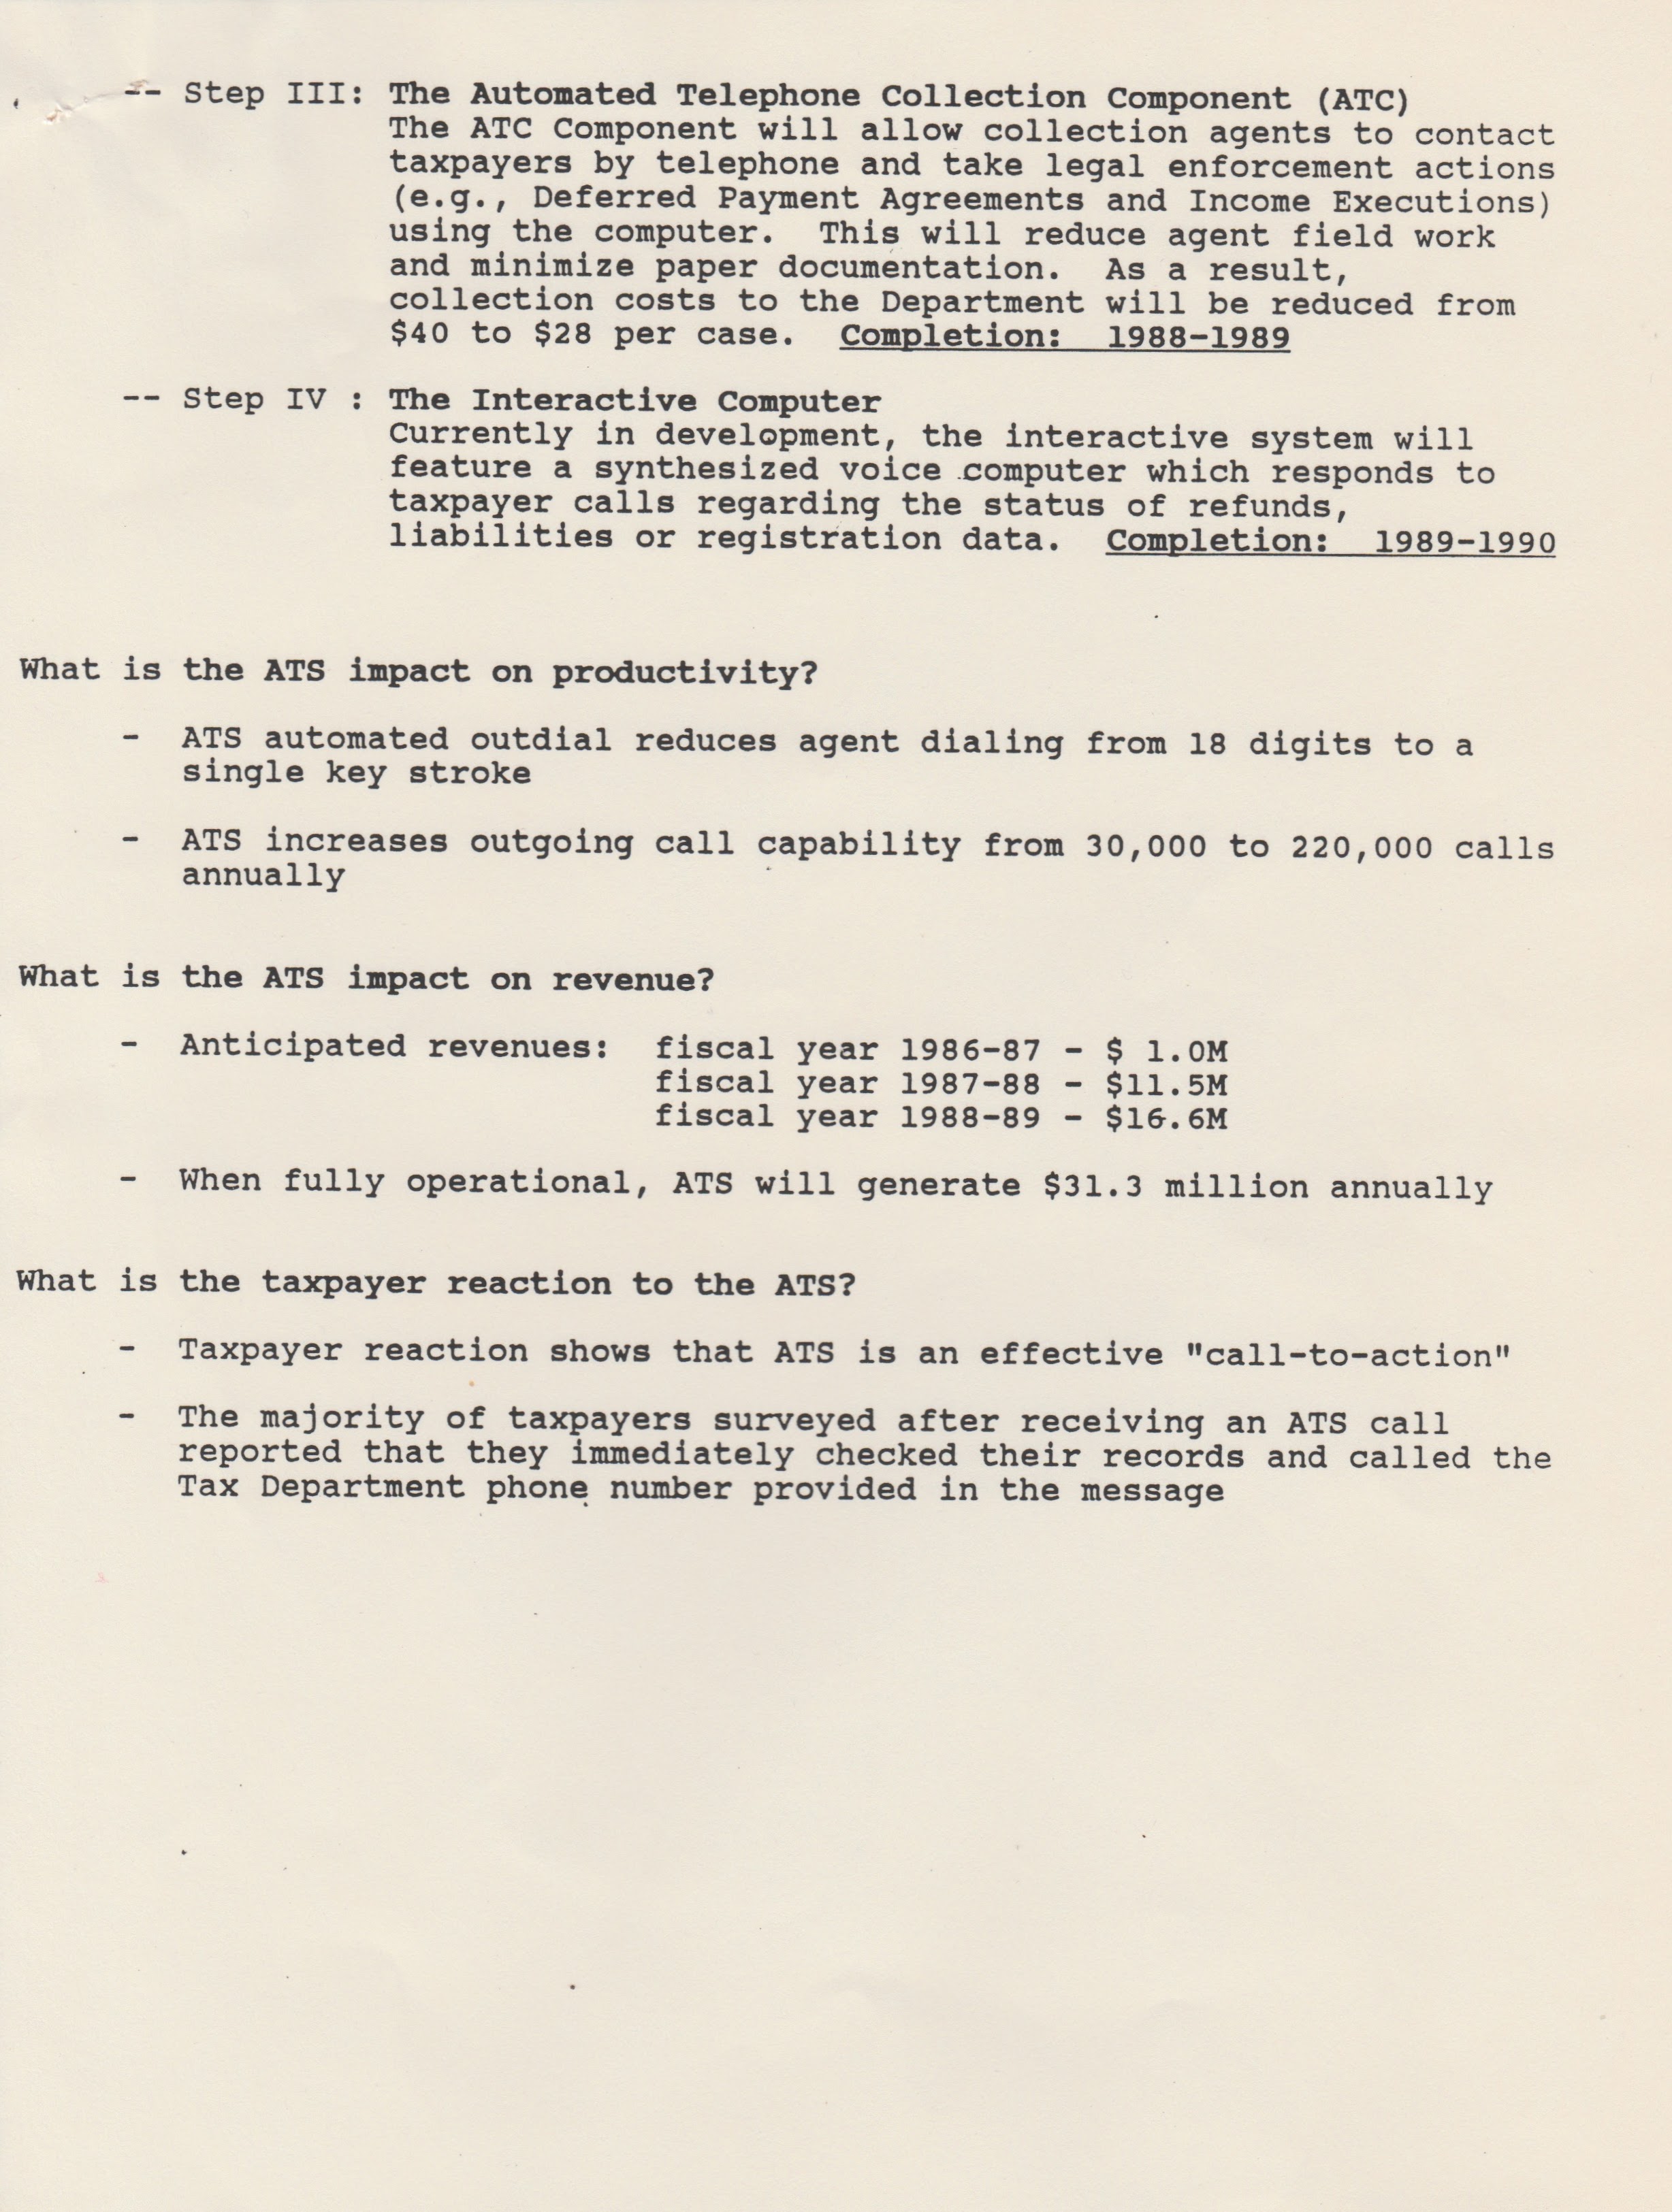 -- Step III: The Automated Telephone Collection Component (ATC)
The ATC Component will allow collection agents to contact
taxpayers by telephone and take legal enforcement actions
(e.g., Deferred Payment Agreements and Income Executions)
using the computer.  This will reduce agent field work
and minimize paper documentation.  As a result,
collection costs to the Department will be reduced from
$40 to $28 per case.  Completion:  1988-1989
-- Step IV : The Interactive Computer
Currently in development, the interactive system will
feature a synthesized voice computer which responds to
taxpayer calls regarding the status of refunds,
liabilities or registration data.  Completion:  1989-1990
What is the ATS impact on productivity?
- ATS automated outdial reduces agent dialing from 18 digits to a
single key stroke
- ATS increases outgoing call capability from 30,000 to 220,000 calls
annually
What is the ATS impact on revenue?
- Anticipated revenues:  fiscal year 1986-87 - $ 1.0M
fiscal year 1987-88 - $11.5M
fiscal year 1988-89 - $16.6M
- When fully operational, ATS will generate $31.3 million annually
What is the taxpayer reaction to the ATS?
- Taxpayer reaction shows that ATS is an effective "call-to-action"
- The majority of taxpayers surveyed after receiving an ATS call
reported that they immediately checked their records and called the
Tax Department phone number provided in the message